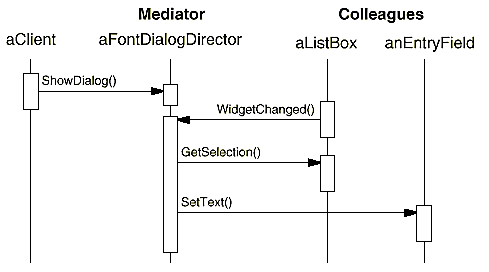 Mediator Colleagues
aClient aFontDialogDirector aListBox anEntryField
ShowDialog()
WidgetChanged()
GetSelection()
SetText()